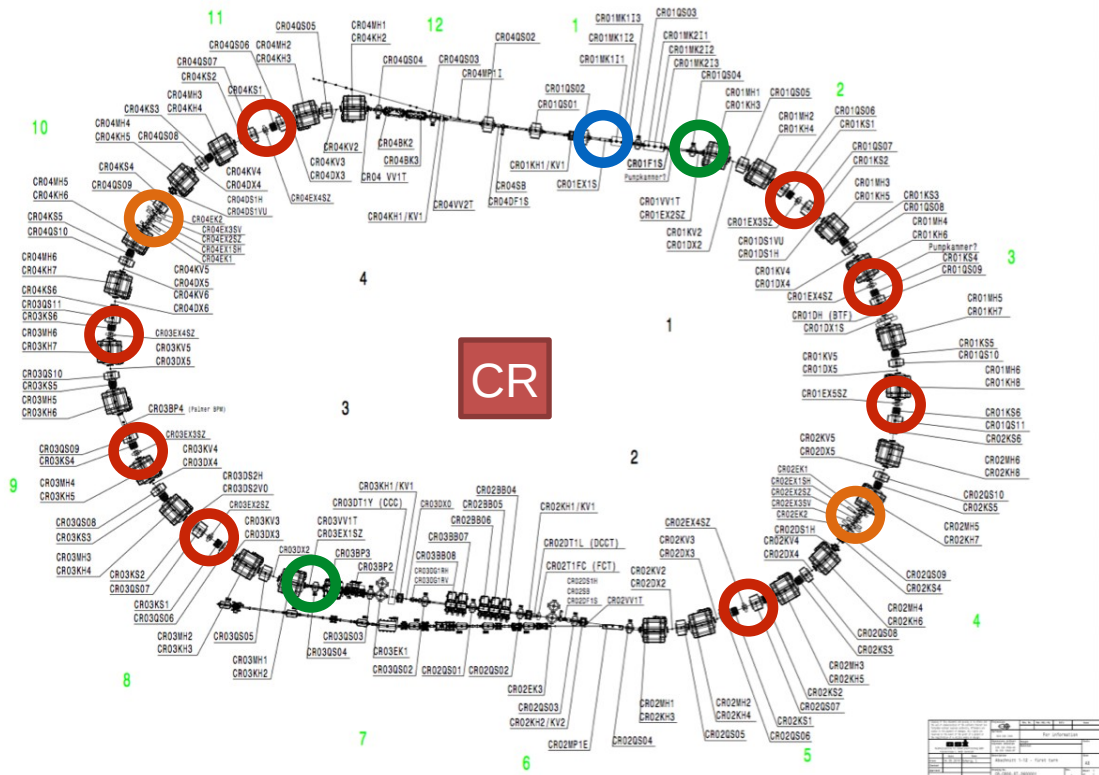 11
12
1
2
3
4
5
6
7
8
9
10
4
1
3
2
CR
CR04QS05
CR04MH1
CR04KH2
CR04QS06
CR04MH2
CR04KH3
CR04QS07
CR04KS2
CR04KS1
CR04MH3
CR04KH4
CR04KS3
CR04QS08
CR04MH4
CR04KH5
CR04KS4
CR04QS09
CR04MH5
CR04KH6
CR04KS5
CR04QS10
CR04MH6
CR04KH7
CR04KS6
CR03QS11
CR03KS6
CR03MH6
CR03KH7
CR03QS10
CR03KS5
CR03MH5
CR03KH6
CR04QS04
CR04QS03
CR04MP1I
CR04QS02
CR04KV2
CR04KV3
CR04DX3
CR04EX4SZ
CR04BK2
CR04BK3
CR04 VV1T
CR04KH1/KV1
CR04VV2T
CR04SB
CR04DF1S
CR04KV4
CR04DX4
CR04DS1H
CR04DS1VU
CR04EK2
CR04EX3SV
CR04EX2SZ
CR04EX1SH
CR04EK1
CR04KV5
CR04DX5
CR04KV6
CR04DX6
CR03EX4SZ
CR03KV5
CR03DX5
CR03BP4 (Palmer BPM)
CR01MK1I3
CR01MK1I2
CR01MK1I1
CR01QS03
CR01MK2I1
CR01MK2I2
CR01MK2I3
CR01QS02
CR01QS01
CR01QS04
CR01MH1
CR01KH3
CR01QS05
CR01MH2
CR01KH4
CR01QS06
CR01KS1
CR01QS07
CR01KS2
CR01MH3
CR01KH5
CR01KS3
CR01QS08
CR01MH4
CR01KH6
Pumpkammer?
CR01KS4
CR01QS09
CR01KH1/KV1
CR01EX1S
CR01F1S
Pumpkammer?
CR01VV1T
CR01EX2SZ
CR01KV2
CR01DX2
CR01EX3SZ
CR01DS1VU
CR01DS1H
CR01KV4
CR01DX4
CR01EX4SZ
CR01DH (BTF)
CR01DX1S
CR01MH5
CR01KH7
CR01KS5
CR01QS10
CR01KV5
CR01DX5
CR01MH6
CR01KH8
CR01EX5SZ
CR01KS6
CR01QS11
CR02KS6
CR02KV5
CR02DX5
CR02MH6
CR02KH8
CR02QS10
CR02KS5
CR02EK1
CR02EX1SH
CR02EX2SZ
CR02EX3SV
CR02EK2
CR02MH5
CR02KH7
CR02DS1H
CR02KV4
CR02DX4
CR02QS09
CR02KS4
CR02MH4
CR02KH6
CR02QS08
CR02KS3
CR02MH3
CR02KH5
CR02KS2
CR02QS07
CR02KS1
CR02QS06
CR02EX4SZ
CR02KV3
CR02DX3
CR02KV2
CR02DX2
CR02MH2
CR02KH4
CR02QS05
CR02MH1
CR02KH3
CR02QS04
CR02MP1E
CR02KH2/KV2
CR02QS03
CR02EK3
CR02VV1T
CR02DS1H
CR02SB
CR02DF1S
CR02T1FC (FCT)
CR02DT1L (DCCT)
CR02KH1/KV1
CR02BB04
CR02BB05
CR02BB06
CR03BB07
CR03BB08
CR03DG1RH
CR03DG1RV
CR03DXQ
CR03KH1/KV1
CR03DT1Y (CCC)
CR02QS02
CR02QS01
CR03QS02
CR03EK1
CR03QS03
CR03BP2
CR03BP3
CR03VV1T
CR03EX1SZ
CR03DX2
CR03QS04
CR03MH1
CR03KH2
CR03QS05
CR03MH2
CR03KH3
CR03KV3
CR03DX3
CR03EX2SZ
CR03DS2H
CR03DS2VO
CR03KS1
CR03QS06
CR03KS2
CR03QS07
CR03MH3
CR03KH4
CR03QS08
CR03KS3
CR03MH4
CR03KH5
CR03KV4
CR03DX4
CR03EX3SZ
CR03QS09
CR03KS4
For information